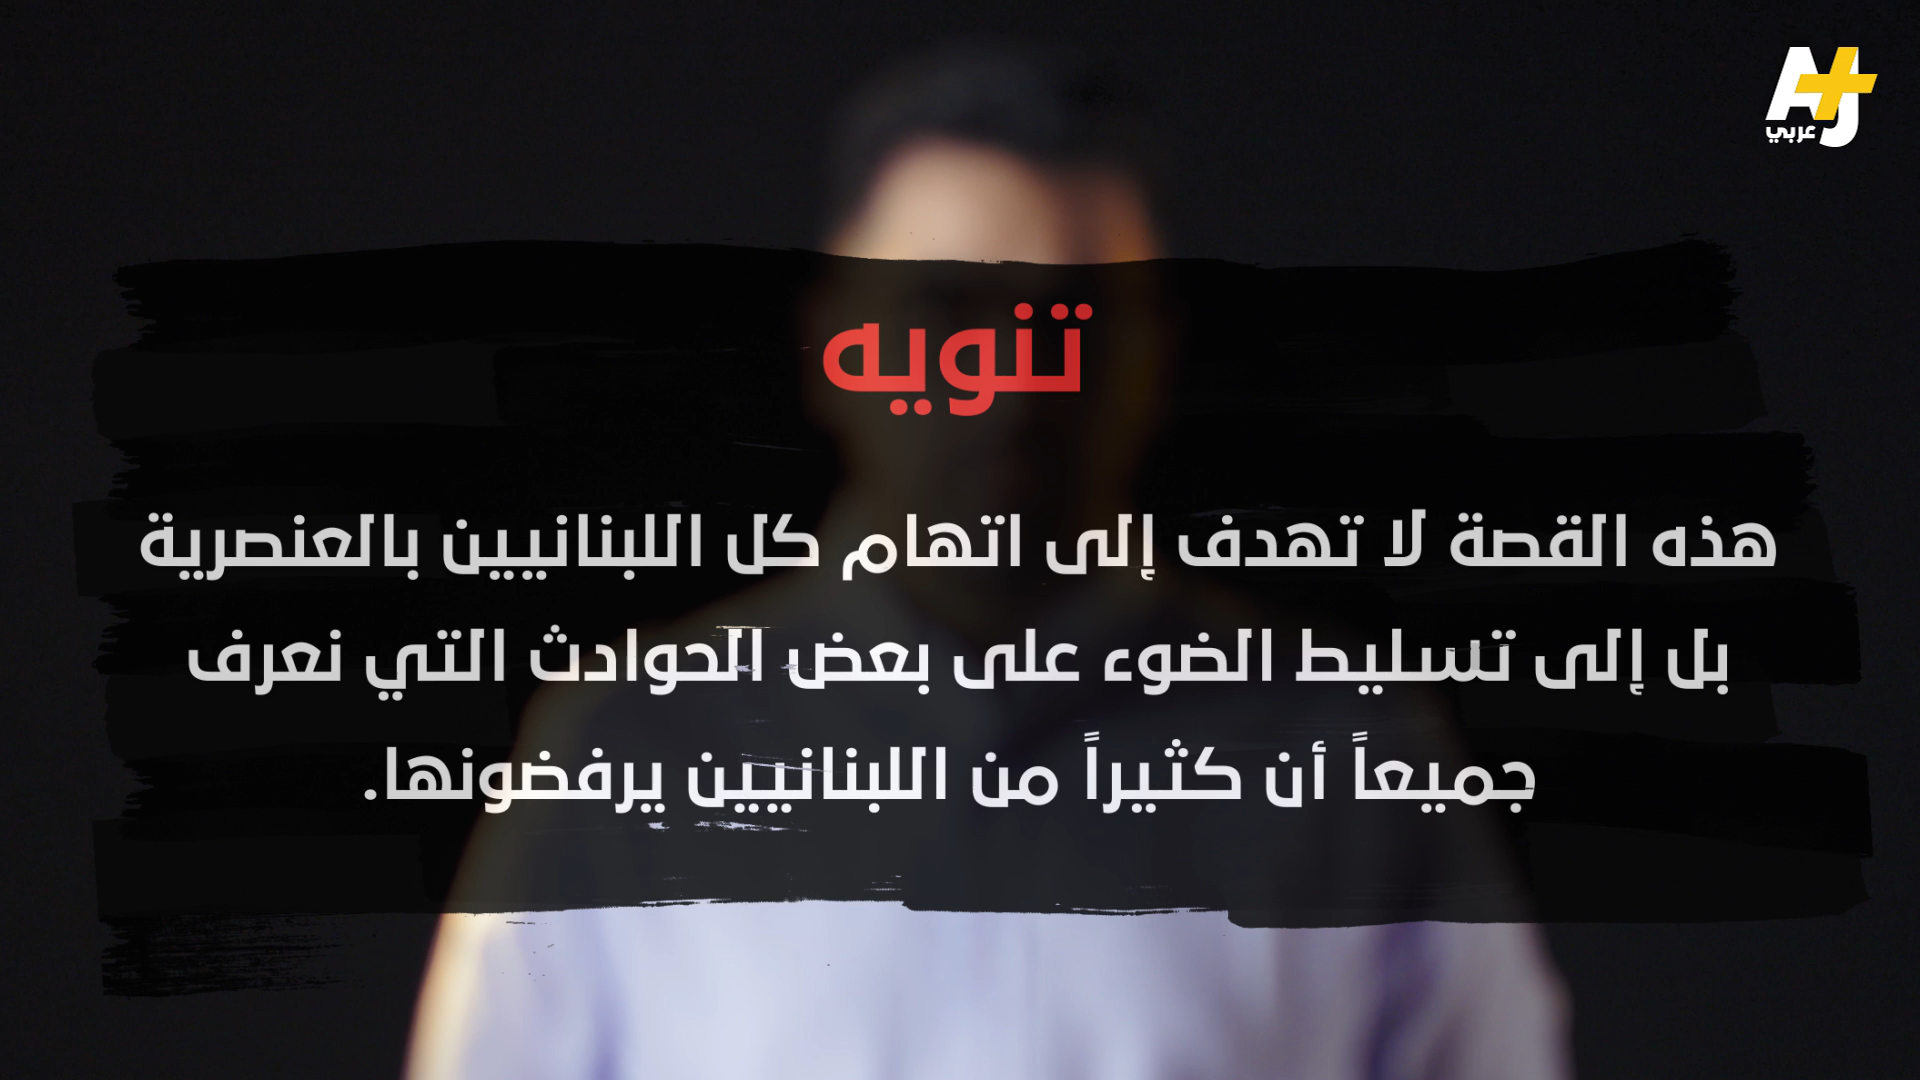 AJ+
عربي
تنويه
هذه القصة لا تهدف إلى اتهام كل اللبنانيين بالعنصرية
بل إلى تسليط الضوء على بعض الحوادث التي نعرف
جميعاً أن كثيراً من اللبنانيين يرفضونها.